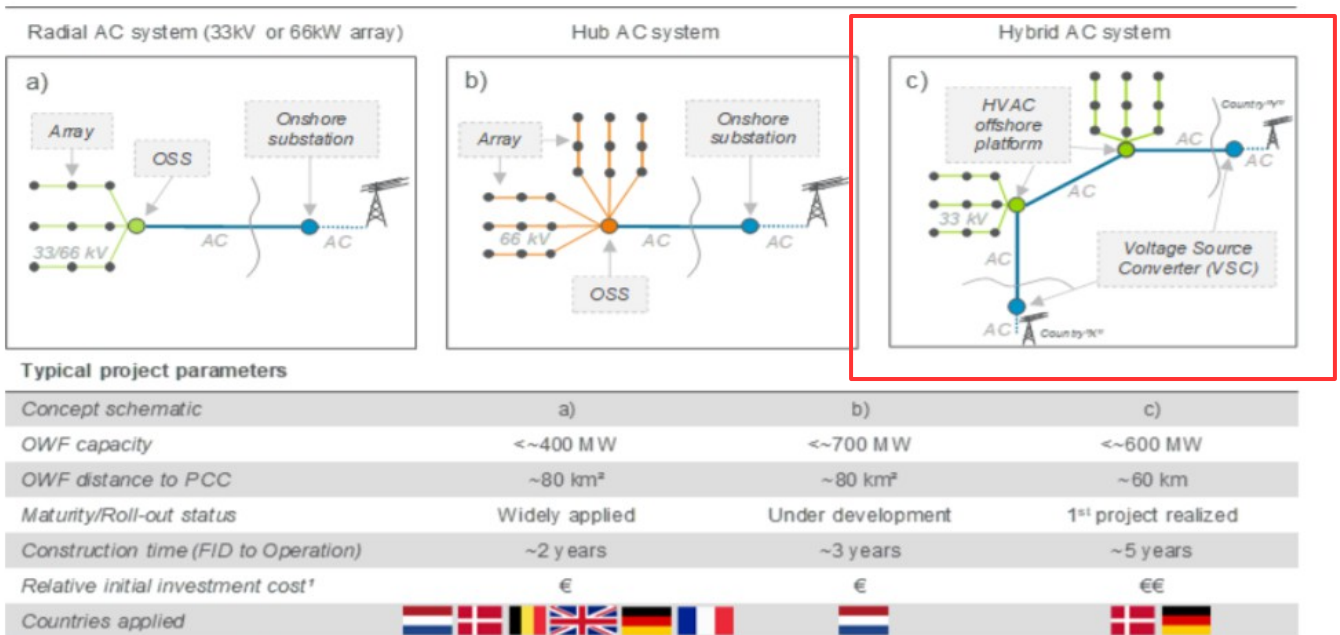 Radial AC system (33kV or 66kW array)
Hub AC system
Hybrid AC system
a)
Array
OSS
Onshore
substation
33/66 kV
AC
AC
b)
Array
Onshore
substation
66 kV
AC
AC
OSS
c)
HVAC
offshore
platform
Country"Y"
AC
AC
AC
33 kV
AC
Voltage Source
Converter (VSC)
AC
Country"X"
Typical project parameters
Concept schematic a) b) c)
OWF capacity <~400 MW <~700 MW <~600 MW
OWF distance to PCC ~80 km² ~80 km² ~60 km
Maturity/Roll-out status Widely applied Under development 1st project realized
Construction time (FID to Operation) ~2 years ~3 years ~5 years
Relative initial investment cost¹ € € €€
Countries applied